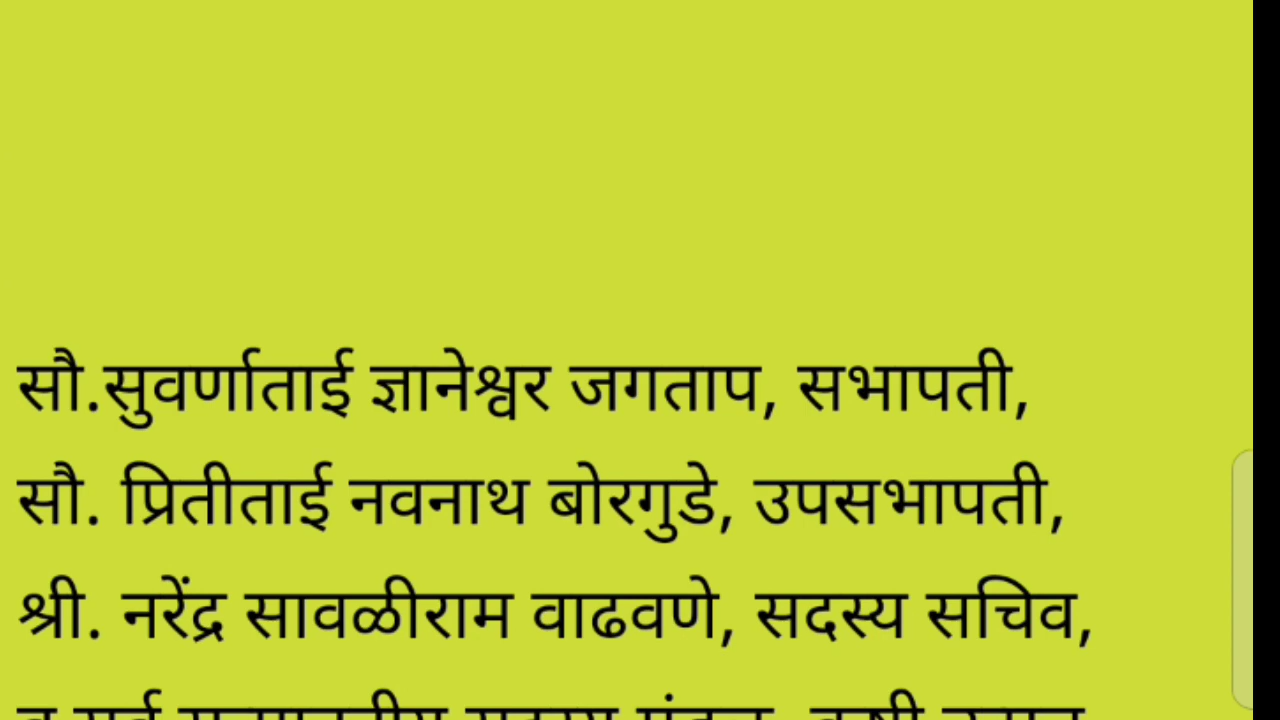 सौ.सुवर्णाताई ज्ञानेश्वर जगताप, सभापती,
सौ. प्रितीताई नवनाथ बोरगुडे, उपसभापती,
श्री. नरेंद्र सावळीराम वाढवणे, सदस्य सचिव,